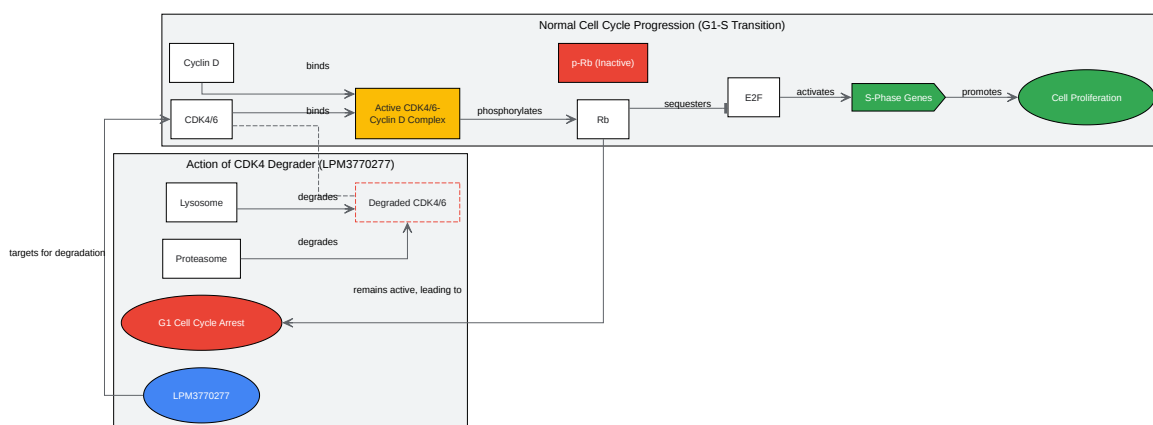 Normal Cell Cycle Progression (G1-S Transition)
Cyclin D
binds
p-Rb (Inactive)
CDK4/6
binds
Active CDK4/6-
Cyclin D Complex
phosphorylates
Rb
sequesters
E2F
activates
S-Phase Genes
promotes
Cell Proliferation
Action of CDK4 Degrader (LPM3770277)
Lysosome
degrades
Degraded CDK4/6
Proteasome
degrades
targets for degradation
remains active, leading to
G1 Cell Cycle Arrest
LPM3770277